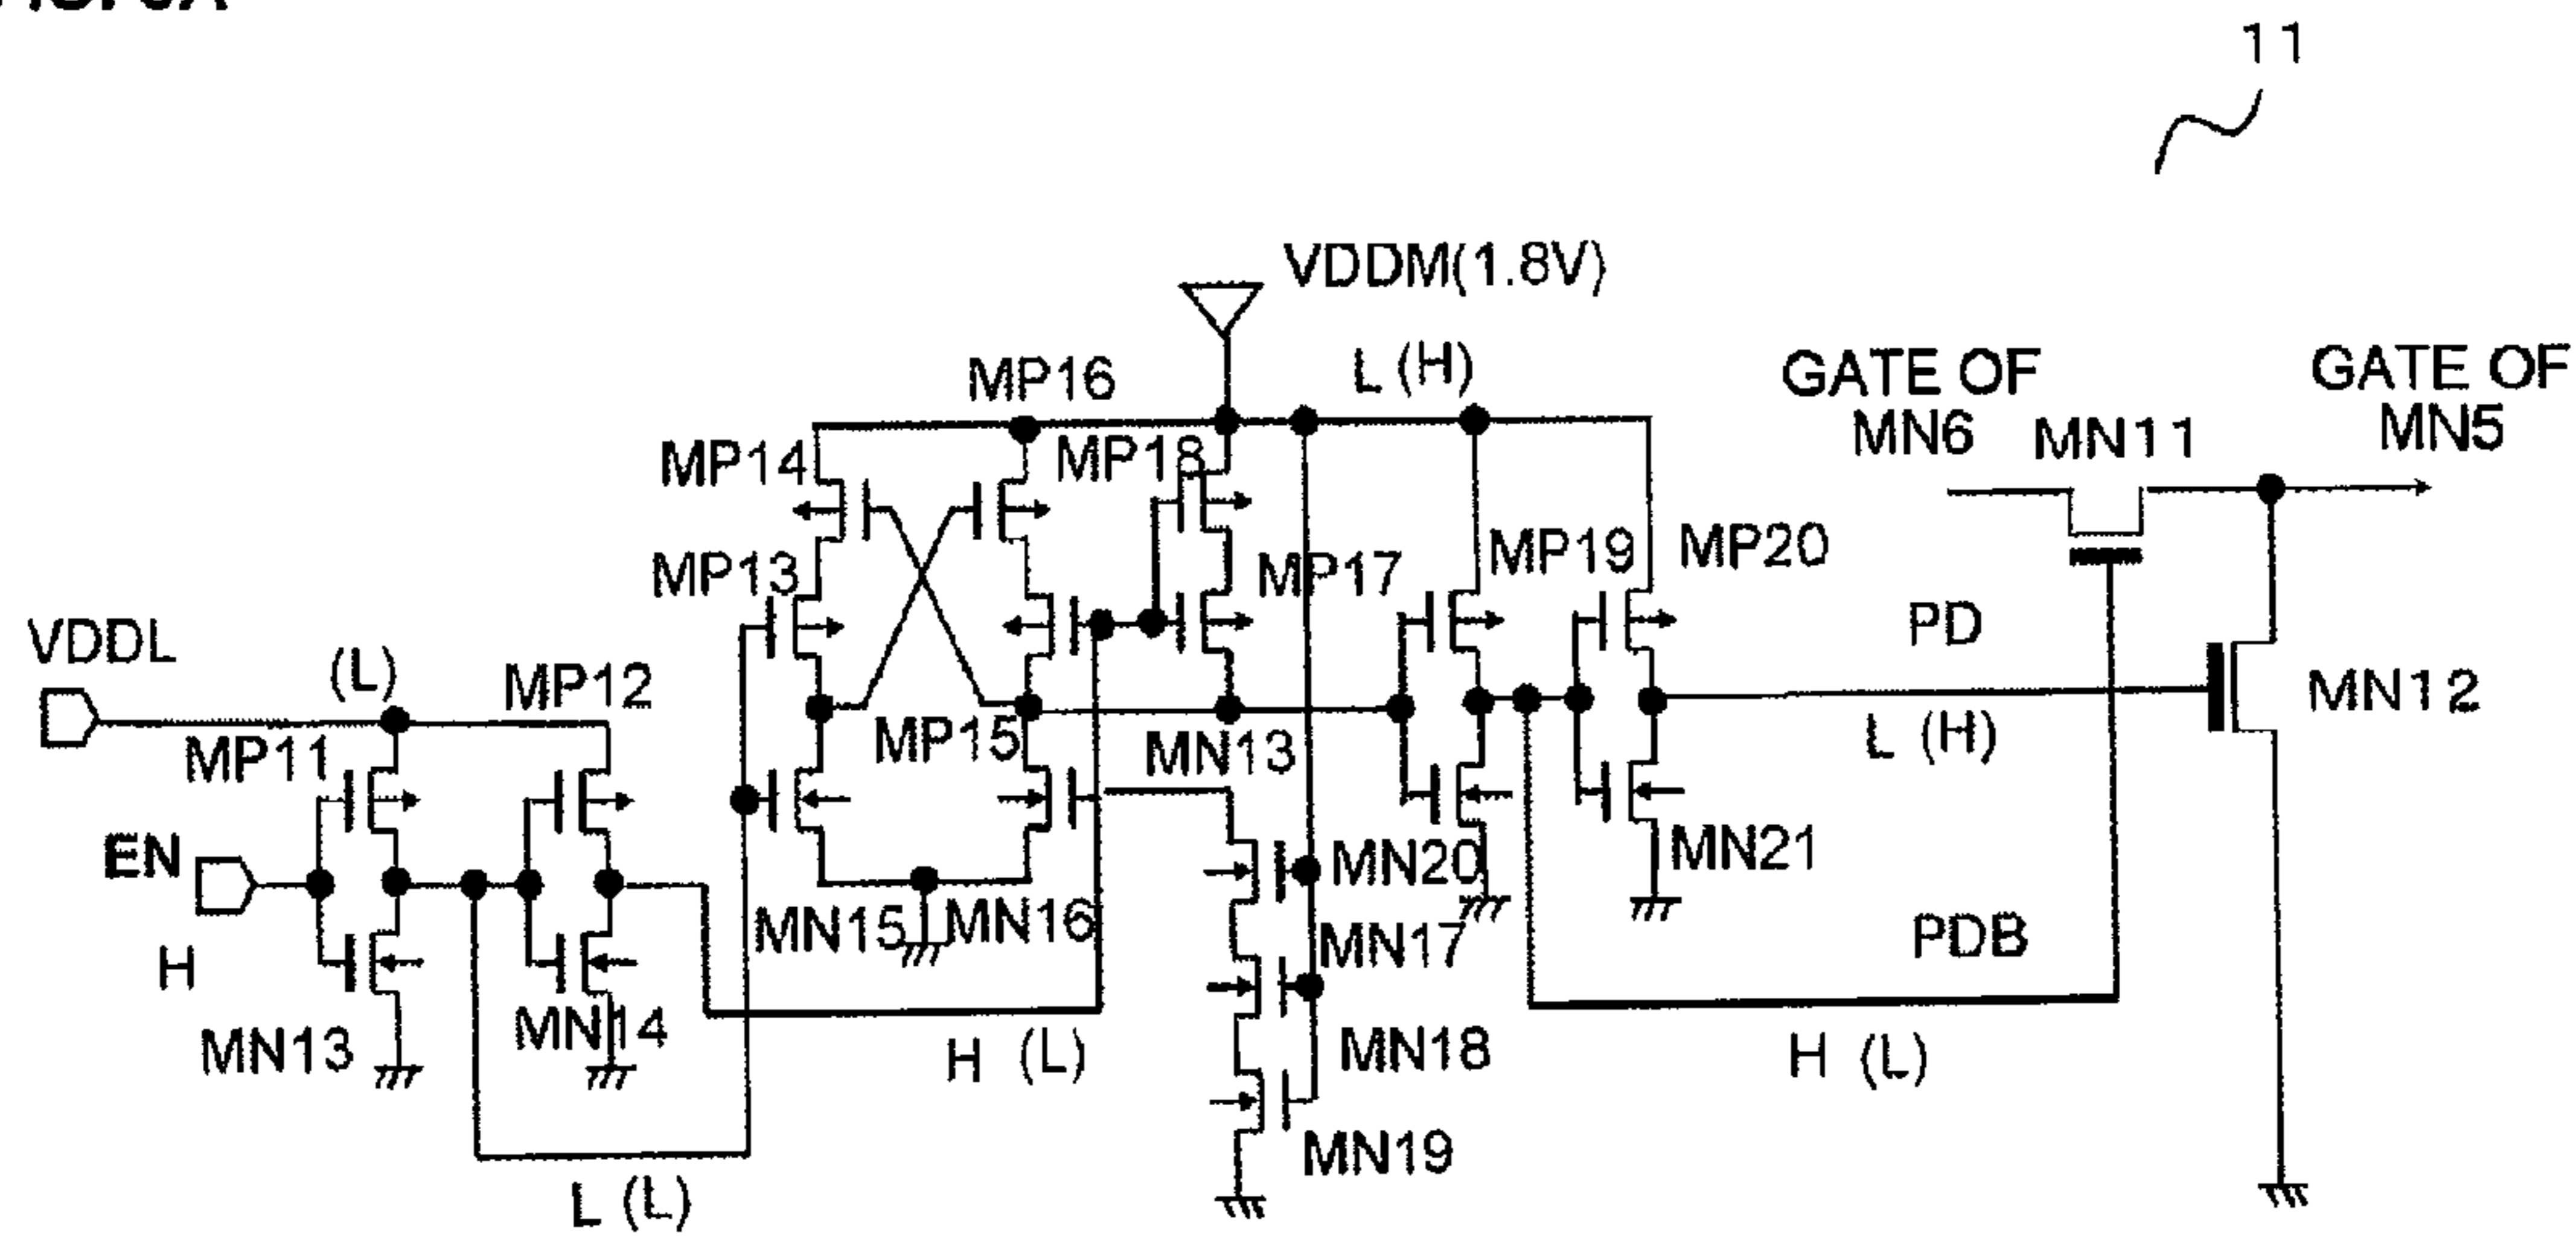 11
VDDM(1.8V)
MP16
L (H)
GATE OF
MN6
MN11
GATE OF
MN5
MP14
MP18
MP13
MP17
MP19
MP20
PD
VDDL
(L)
MP12
MN12
L (H)
MP11
MP15
MN13
EN
MN20
MN21
H
MN15
MN16
MN17
PDB
MN13
MN14
H (L)
MN18
H (L)
MN19
L (L)